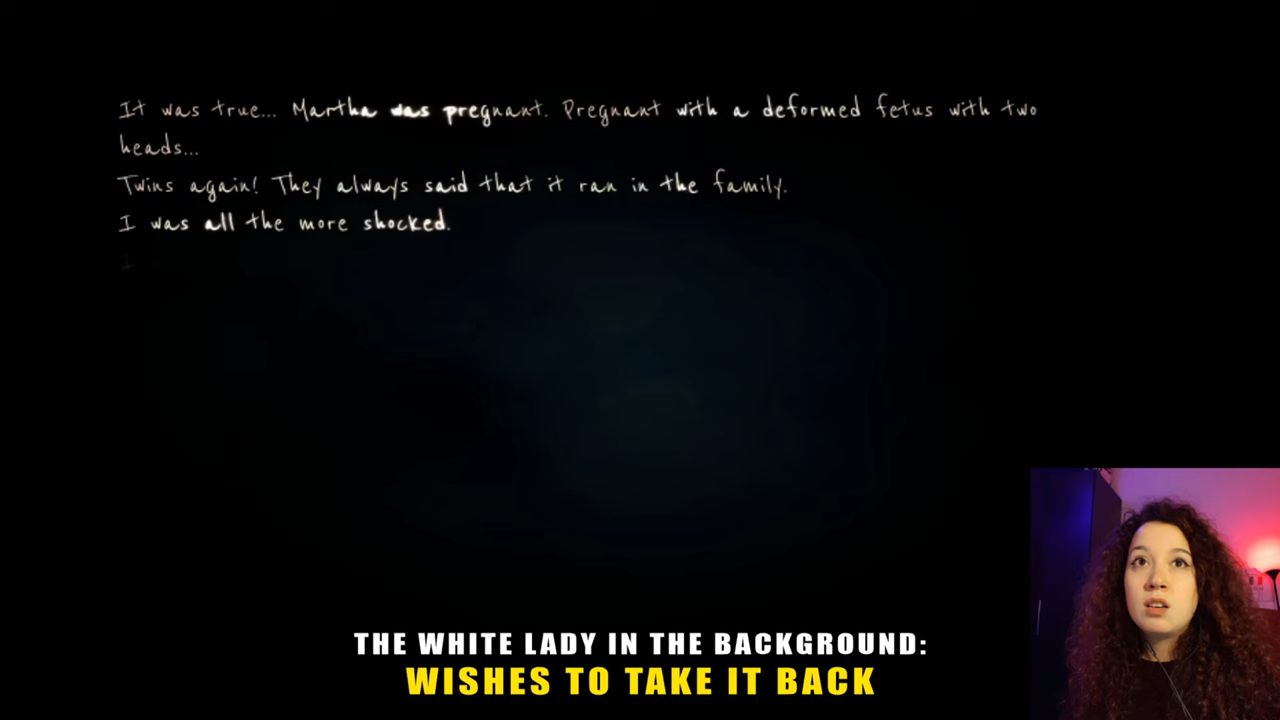 It was true... Martha was pregnant. Pregnant with a deformed fetus with two
heads...
Twins again! They always said that it ran in the family.
I was all the more shocked.
I
THE WHITE LADY IN THE BACKGROUND:
WISHES TO TAKE IT BACK